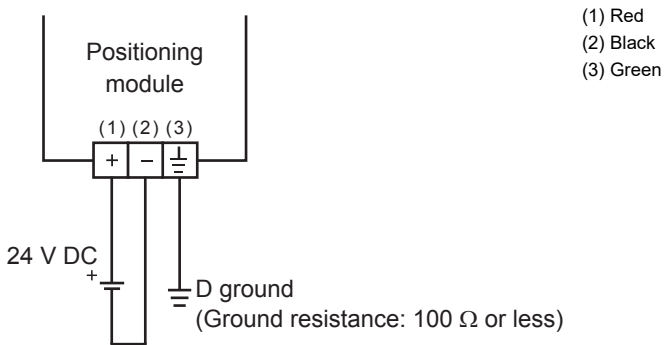 (1) Red
(2) Black
(3) Green
Positioning
module
(1) (2) (3)
+ −
24 V DC
+
D ground
(Ground resistance: 100 Ω or less)